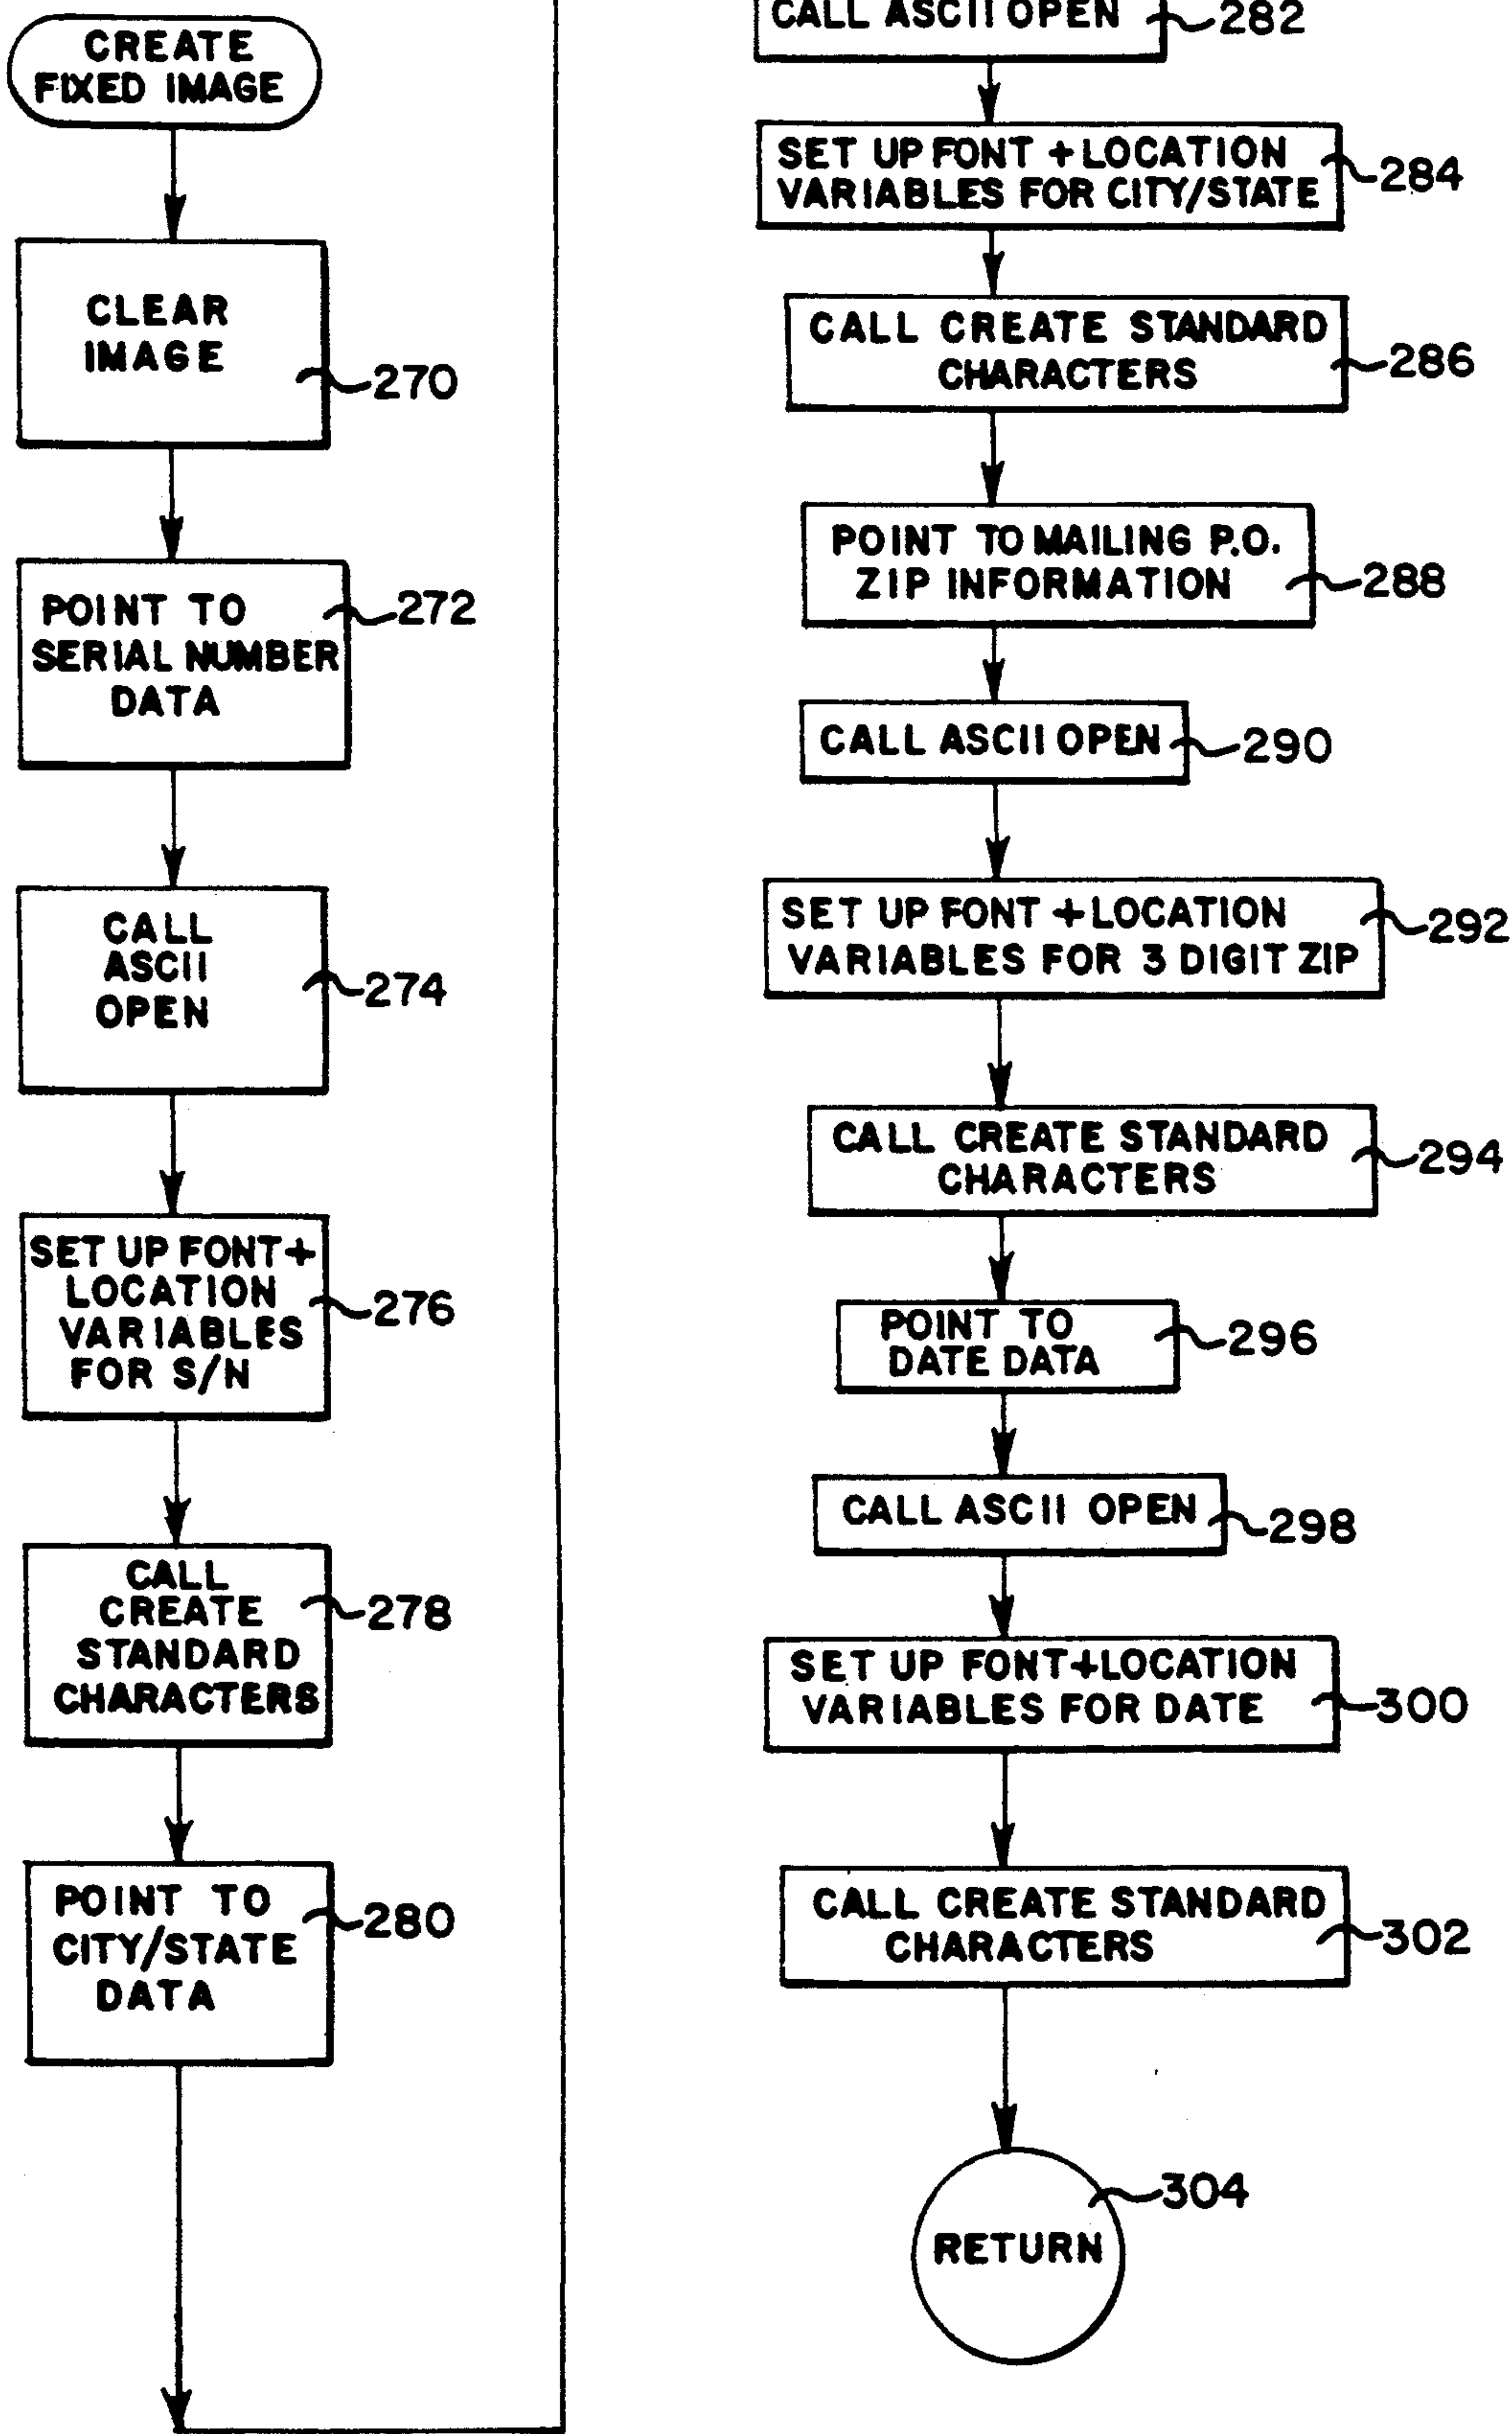 CREATE
FIXED IMAGE
CLEAR
IMAGE
270
POINT TO
SERIAL NUMBER
DATA
272
CALL
ASCII
OPEN
274
SET UP FONT+
LOCATION
VARIABLES
FOR S/N
276
CALL
CREATE
STANDARD
CHARACTERS
278
POINT TO
CITY/STATE
DATA
280
CALL ASCII OPEN
282
SET UP FONT +LOCATION
VARIABLES FOR CITY/STATE
284
CALL CREATE STANDARD
CHARACTERS
286
POINT TO MAILING P.O.
ZIP INFORMATION
288
CALL ASCII OPEN
290
SET UP FONT +LOCATION
VARIABLES FOR 3 DIGIT ZIP
292
CALL CREATE STANDARD
CHARACTERS
294
POINT TO
DATE DATA
296
CALL ASCII OPEN
298
SET UP FONT+LOCATION
VARIABLES FOR DATE
300
CALL CREATE STANDARD
CHARACTERS
302
304
RETURN